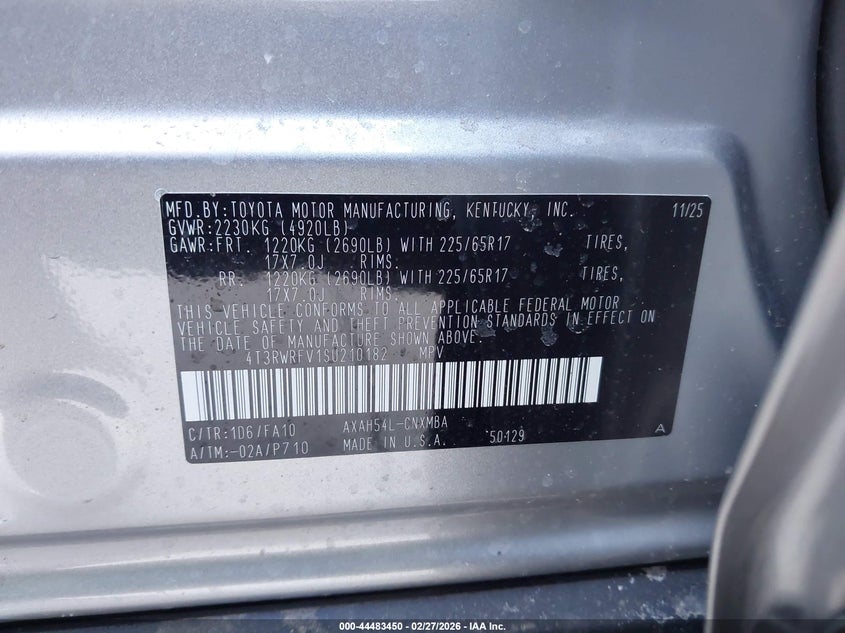 MFD.BY:TOYOTA MOTOR MANUFACTURING, KENTUCKY, INC. 11/25
GVWR:2230KG (4920LB)
GAWR:FRT. 1220KG (2690LB) WITH 225/65R17 TIRES,
17X7.0J RIMS.
RR. 1220KG (2690LB) WITH 225/65R17 TIRES,
17X7.0J RIMS.
THIS VEHICLE CONFORMS TO ALL APPLICABLE FEDERAL MOTOR
VEHICLE SAFETY AND THEFT PREVENTION STANDARDS IN EFFECT ON
THE DATE OF MANUFACTURE SHOWN ABOVE.
4T3RWRFV1SU210182 MPV
C/TR:1D6/FA10 AXAH54L-CNXMBA
A/TM:-02A/P710 MADE IN U.S.A. 50129 A
000-44483450 - 02/27/2026 - IAA Inc.